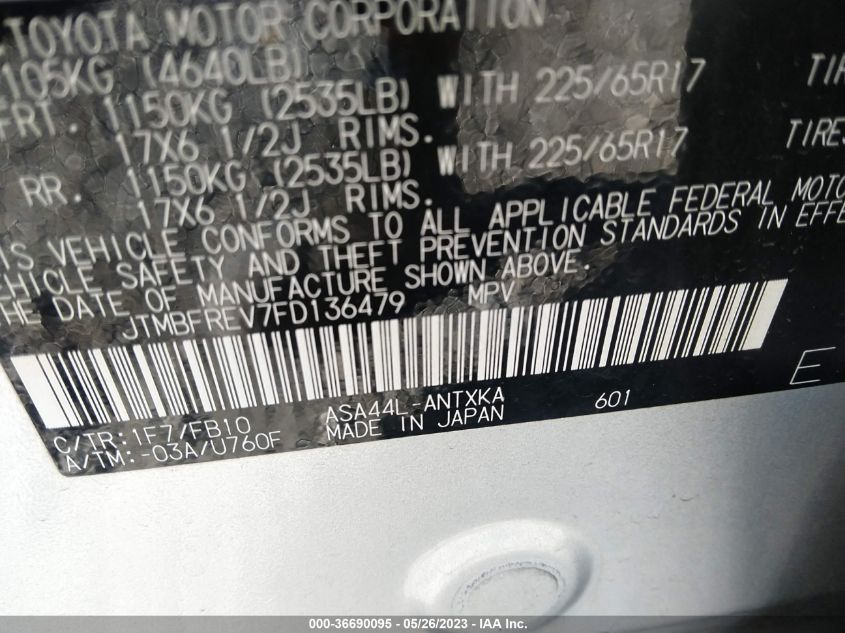 TOYOTA MOTOR CORPORATION
105KG (4640LB)
FRT. 1150KG (2535LB) WITH 225/65R17 TIRE
17X6 1/2J RIMS.
RR. 1150KG (2535LB) WITH 225/65R17 TIRES
17X6 1/2J RIMS.
IS VEHICLE CONFORMS TO ALL APPLICABLE FEDERAL MOTO
EHICLE SAFETY AND THEFT PREVENTION STANDARDS IN EFFE
HE DATE OF MANUFACTURE SHOWN ABOVE.
JTMBFREV7FD136479 MPV
C/TR: 1F7/FB10 ASA44L-ANTXKA 601 E
A/TM: -03A/U760F MADE IN JAPAN
000-36690095 - 05/26/2023 - IAA Inc.